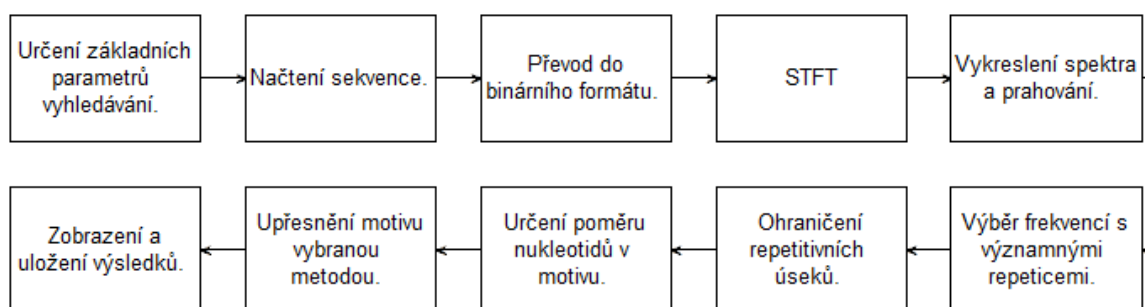 Určení základních
parametrů
vyhledávání.
Načtení sekvence.
Převod do
binárního formátu.
STFT
Vykreslení spektra
a prahování.
Zobrazení a
uložení výsledků.
Upřesnění motivu
vybranou
metodou.
Určení poměru
nukleotidů v
motivu.
Ohraničení
repetitivních
úseků.
Výběr frekvencí s
významnými
repeticemi.